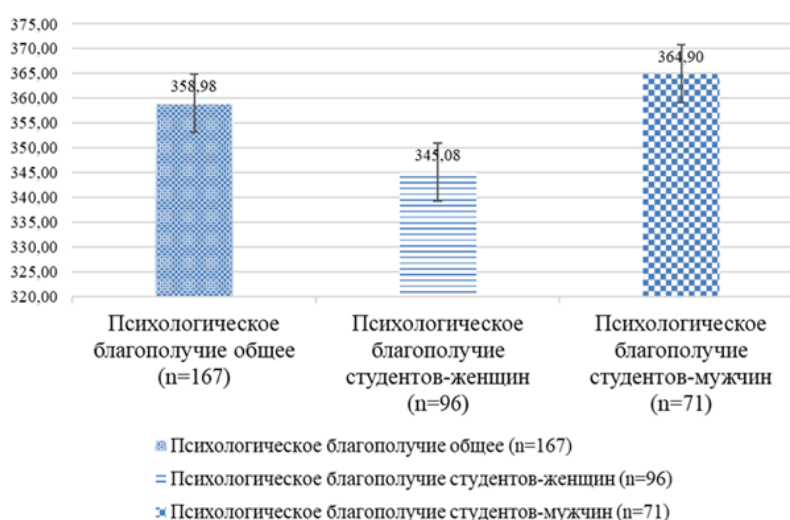 375,00
370,00
365,00
360,00
355,00
350,00
345,00
340,00
335,00
330,00
325,00
320,00
358,98
345,08
364,90
Психологическое
благополучие общее
(n=167)
Психологическое
благополучие
студентов-женщин
(n=96)
Психологическое
благополучие
студентов-мужчин
(n=71)
Психологическое благополучие общее (n=167)
Психологическое благополучие студентов-женщин (n=96)
Психологическое благополучие студентов-мужчин (n=71)